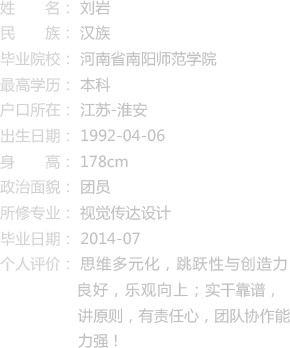 姓　　名： 刘岩
民　　族： 汉族
毕业院校： 河南省南阳师范学院
最高学历： 本科
户口所在： 江苏-淮安
出生日期： 1992-04-06
身　　高： 178cm
政治面貌： 团员
所修专业： 视觉传达设计
毕业日期： 2014-07
个人评价： 思维多元化，跳跃性与创造力
良好，乐观向上；实干靠谱，
讲原则，有责任心，团队协作能
力强！